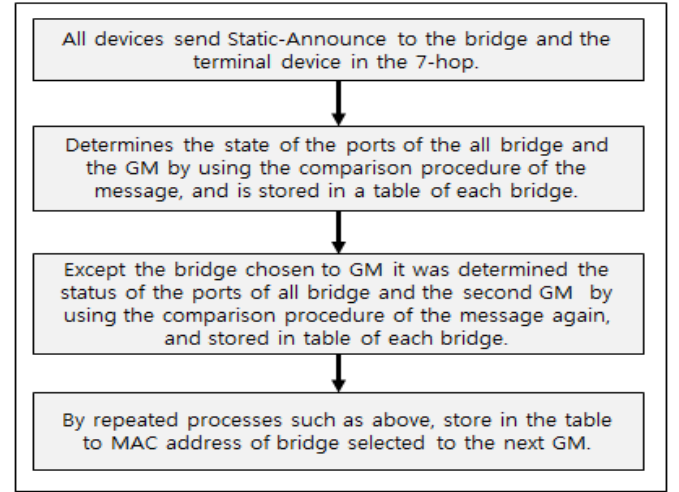 All devices send Static-Announce to the bridge and the
terminal device in the 7-hop.
Determines the state of the ports of the all bridge and
the GM by using the comparison procedure of the
message, and is stored in a table of each bridge.
Except the bridge chosen to GM it was determined the
status of the ports of all bridge and the second GM by
using the comparison procedure of the message again,
and stored in table of each bridge.
By repeated processes such as above, store in the table
to MAC address of bridge selected to the next GM.